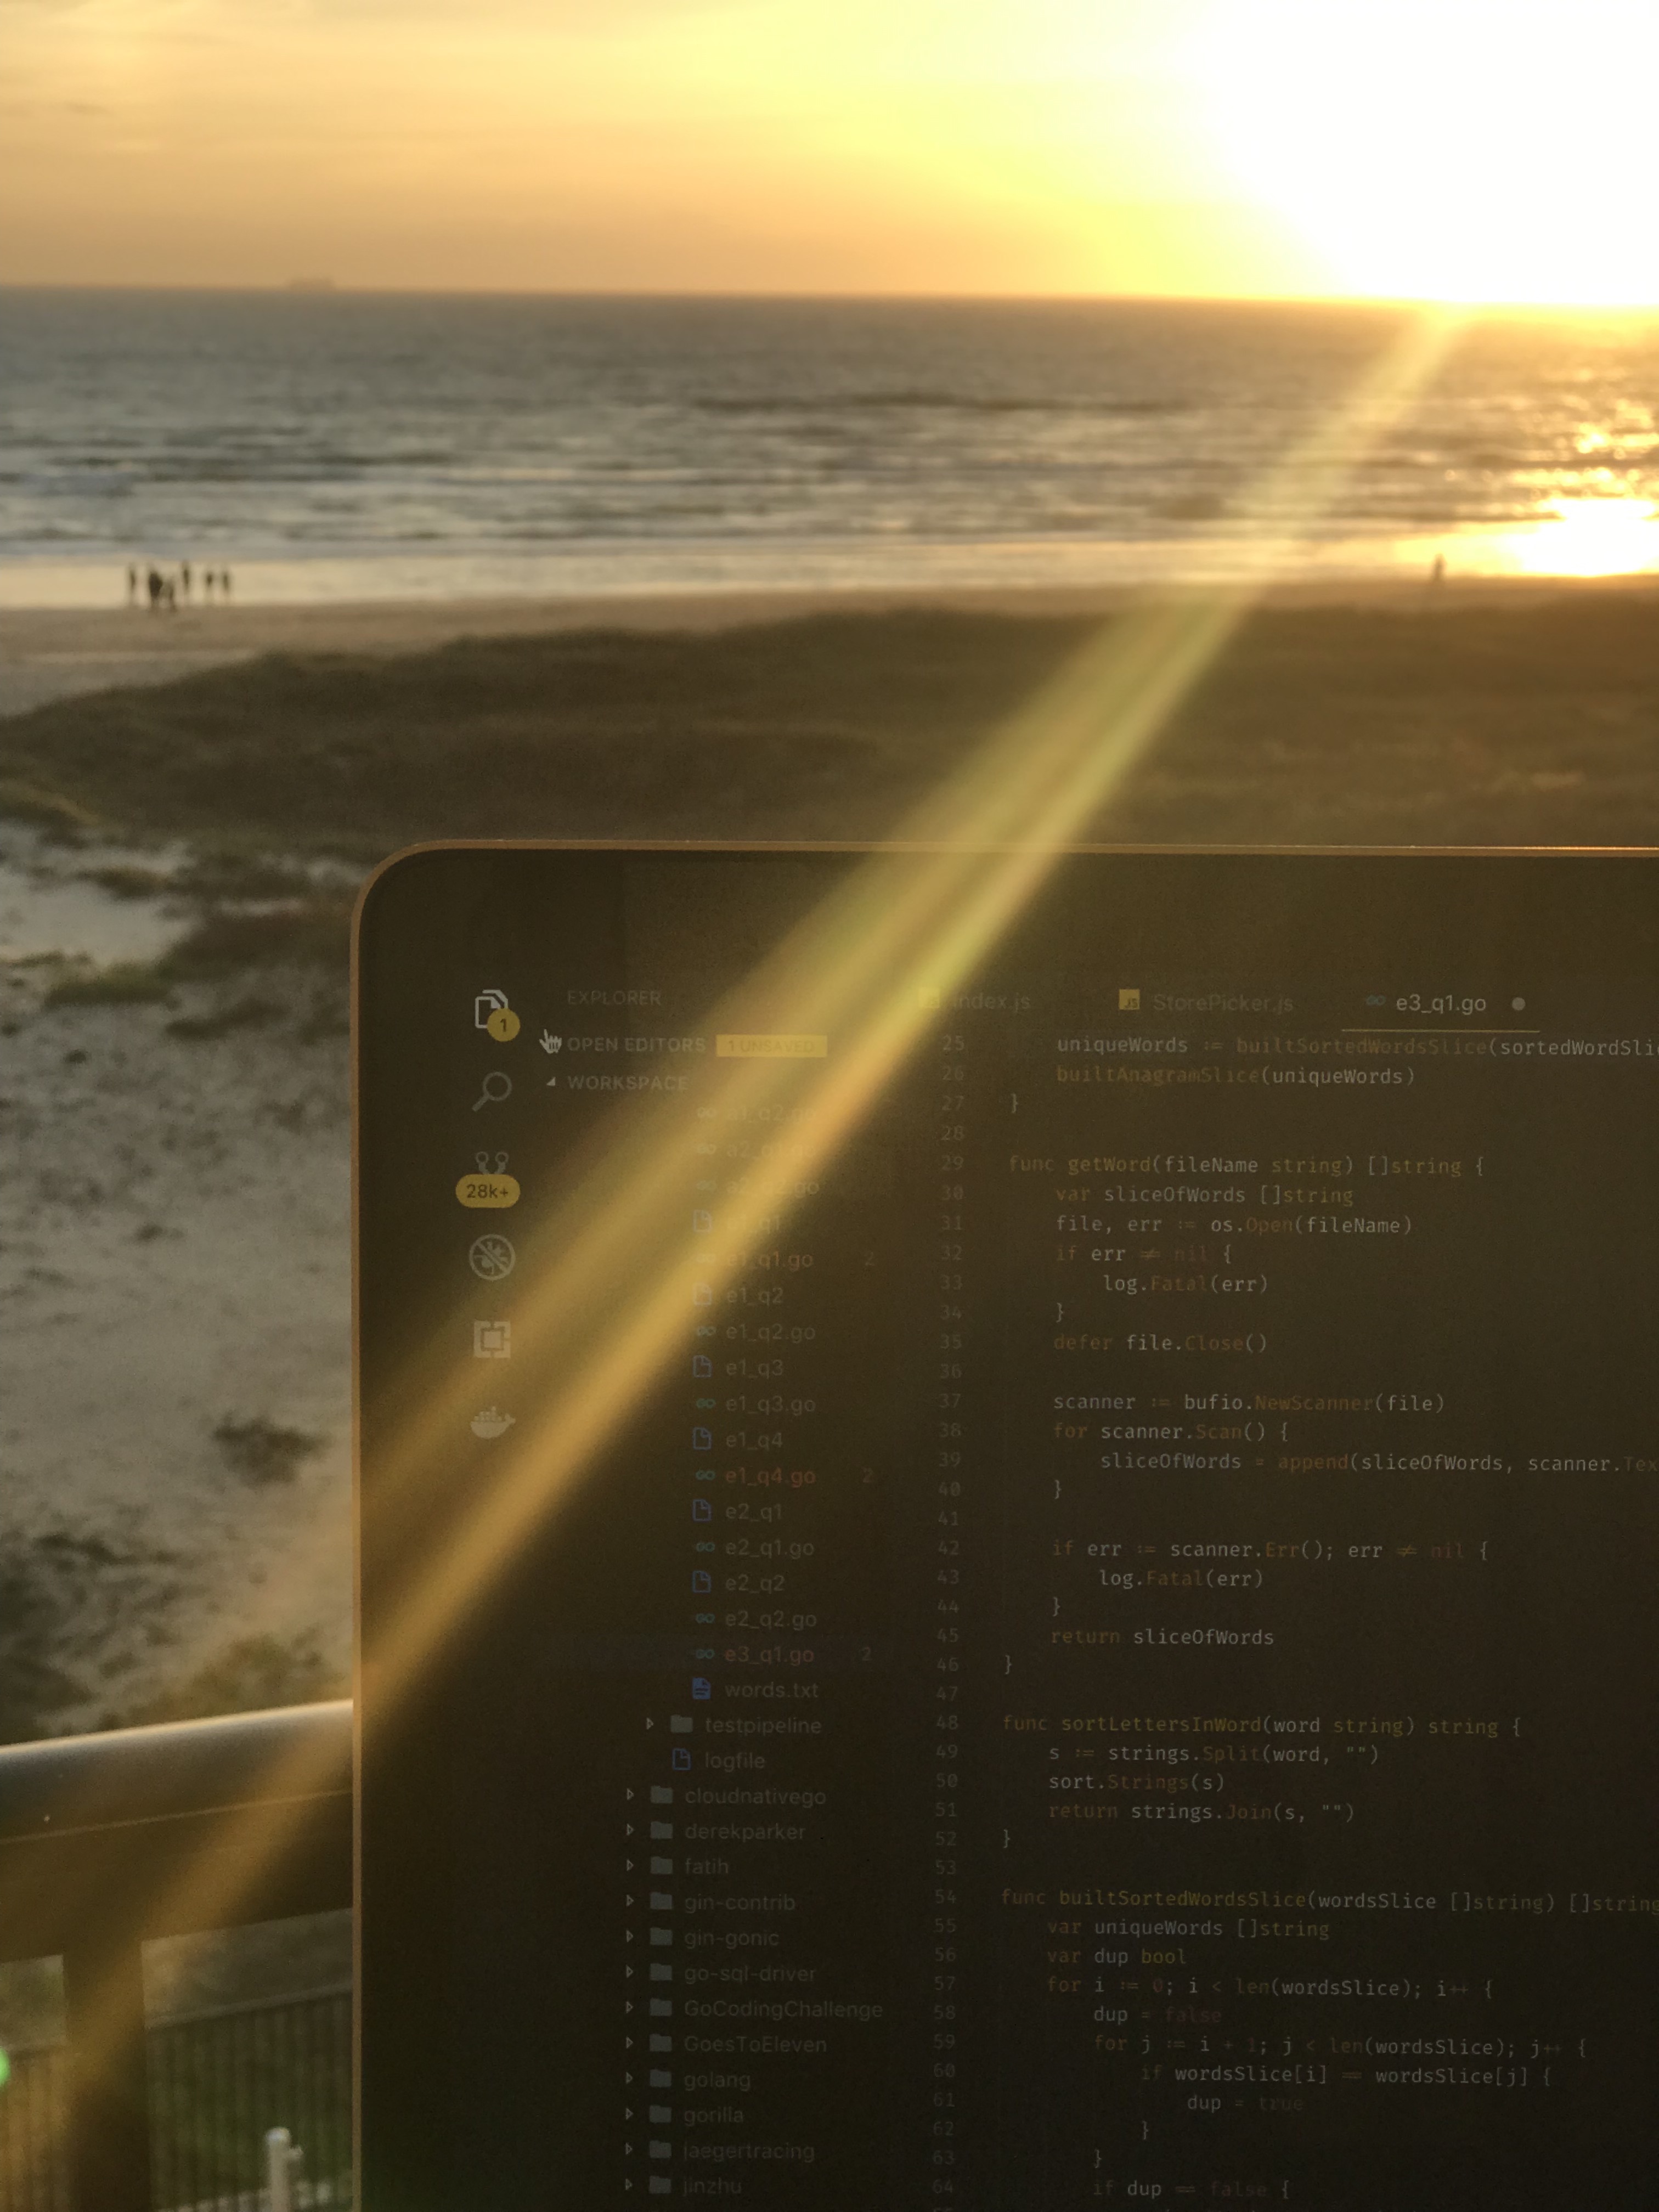 EXPLORER
index.js
StorePicker.js
e3_q1.go
1
OPEN EDITORS
1 UNSAVED
WORKSPACE
28k+
e1_q1.go 2
e1_q2
e1_q2.go
e1_q3
e1_q3.go
e1_q4
e1_q4.go 2
e2_q1
e2_q1.go
e2_q2
e2_q2.go
e3_q1.go 2
words.txt
testpipeline
logfile
cloudnativego
derekparker
fatih
gin-contrib
gin-gonic
go-sql-driver
GoCodingChallenge
GoesToEleven
golang
gorilla
jaegertracing
jinzhu
25 uniqueWords := builtSortedWordsSlice(sortedWordSli
26 builtAnagramSlice(uniqueWords)
27 }
28
29 func getWord(fileName string) []string {
30 var sliceOfWords []string
31 file, err := os.Open(fileName)
32 if err ≠ nil {
33 log.Fatal(err)
34 }
35 defer file.Close()
36
37 scanner := bufio.NewScanner(file)
38 for scanner.Scan() {
39 sliceOfWords = append(sliceOfWords, scanner.Tex
40 }
41
42 if err := scanner.Err(); err ≠ nil {
43 log.Fatal(err)
44 }
45 return sliceOfWords
46 }
47
48 func sortLettersInWord(word string) string {
49 s := strings.Split(word, "")
50 sort.Strings(s)
51 return strings.Join(s, "")
52 }
53
54 func builtSortedWordsSlice(wordsSlice []string) []string
55 var uniqueWords []string
56 var dup bool
57 for i := 0; i < len(wordsSlice); i++ {
58 dup = false
59 for j := i + 1; j < len(wordsSlice); j++ {
60 if wordsSlice[i] == wordsSlice[j] {
61 dup = true
62 }
63 }
64 if dup == false {